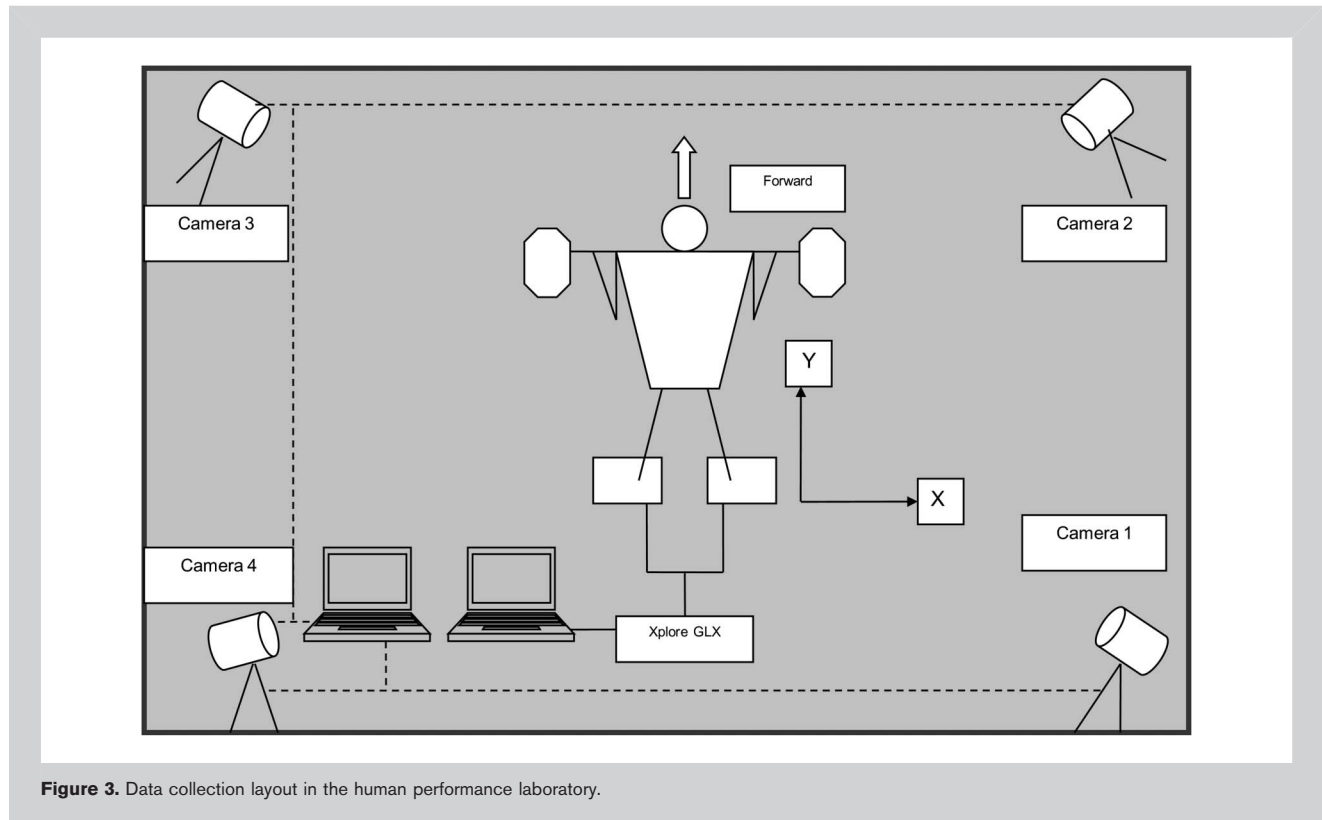 Forward
Camera 3
Camera 2
Y
X
Camera 1
Camera 4
Xplore GLX
Figure 3. Data collection layout in the human performance laboratory.